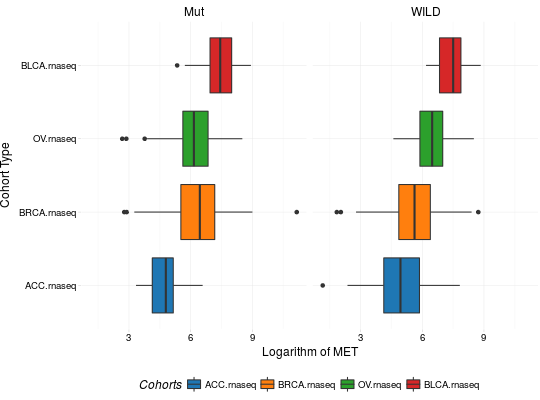 Mut WILD
Cohort Type
BLCA.rnaseq
OV.rnaseq
BRCA.rnaseq
ACC.rnaseq
3 6 9 3 6 9
Logarithm of MET
Cohorts ACC.rnaseq BRCA.rnaseq OV.rnaseq BLCA.rnaseq